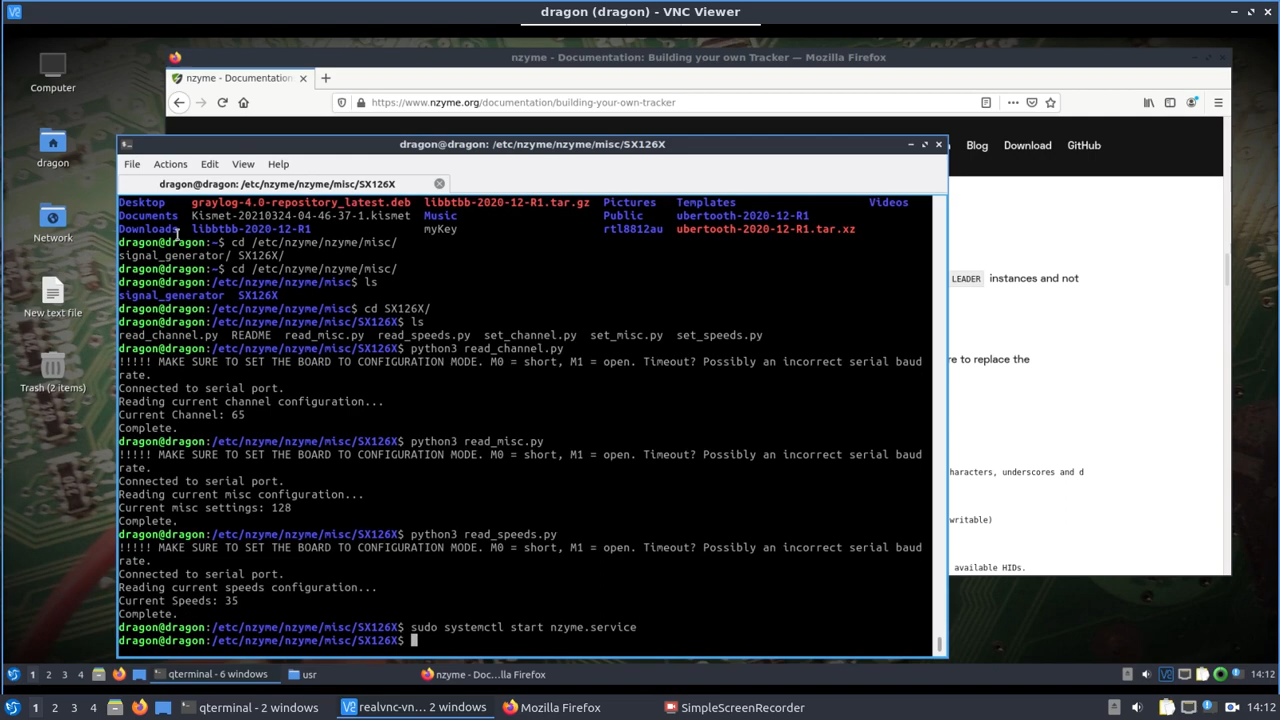 dragon (dragon) - VNC Viewer
nzyme - Documentation: Building your own Tracker — Mozilla Firefox
nzyme - Documentation:
https://www.nzyme.org/documentation/building-your-own-tracker
Computer
dragon
Network
New text file
Trash (2 items)
Blog Download GitHub
LEADER instances and not
re to replace the
haracters, underscores and d
writable)
available HIDs.
dragon@dragon: /etc/nzyme/nzyme/misc/SX126X
File Actions Edit View Help
dragon@dragon: /etc/nzyme/nzyme/misc/SX126X
Desktop graylog-4.0-repository_latest.deb libbtbb-2020-12-R1.tar.gz Pictures Templates Videos
Documents Kismet-20210324-04-46-37-1.kismet Music Public ubertooth-2020-12-R1
Downloads libbtbb-2020-12-R1 myKey rtl8812au ubertooth-2020-12-R1.tar.xz
dragon@dragon:~$ cd /etc/nzyme/nzyme/misc/
signal_generator/ SX126X/
dragon@dragon:~$ cd /etc/nzyme/nzyme/misc/
dragon@dragon:/etc/nzyme/nzyme/misc$ ls
signal_generator SX126X
dragon@dragon:/etc/nzyme/nzyme/misc$ cd SX126X/
dragon@dragon:/etc/nzyme/nzyme/misc/SX126X$ ls
read_channel.py README read_misc.py read_speeds.py set_channel.py set_misc.py set_speeds.py
dragon@dragon:/etc/nzyme/nzyme/misc/SX126X$ python3 read_channel.py
!!!!! MAKE SURE TO SET THE BOARD TO CONFIGURATION MODE. M0 = short, M1 = open. Timeout? Possibly an incorrect serial baud
rate.
Connected to serial port.
Reading current channel configuration...
Current Channel: 65
Complete.
dragon@dragon:/etc/nzyme/nzyme/misc/SX126X$ python3 read_misc.py
!!!!! MAKE SURE TO SET THE BOARD TO CONFIGURATION MODE. M0 = short, M1 = open. Timeout? Possibly an incorrect serial baud
rate.
Connected to serial port.
Reading current misc configuration...
Current misc settings: 128
Complete.
dragon@dragon:/etc/nzyme/nzyme/misc/SX126X$ python3 read_speeds.py
!!!!! MAKE SURE TO SET THE BOARD TO CONFIGURATION MODE. M0 = short, M1 = open. Timeout? Possibly an incorrect serial baud
rate.
Connected to serial port.
Reading current speeds configuration...
Current Speeds: 35
Complete.
dragon@dragon:/etc/nzyme/nzyme/misc/SX126X$ sudo systemctl start nzyme.service
dragon@dragon:/etc/nzyme/nzyme/misc/SX126X$
1 2 3 4 qterminal - 6 windows usr nzyme - Doc...lla Firefox 14:12
1 2 3 4 qterminal - 2 windows realvnc-vn... 2 windows Mozilla Firefox SimpleScreenRecorder 14:12